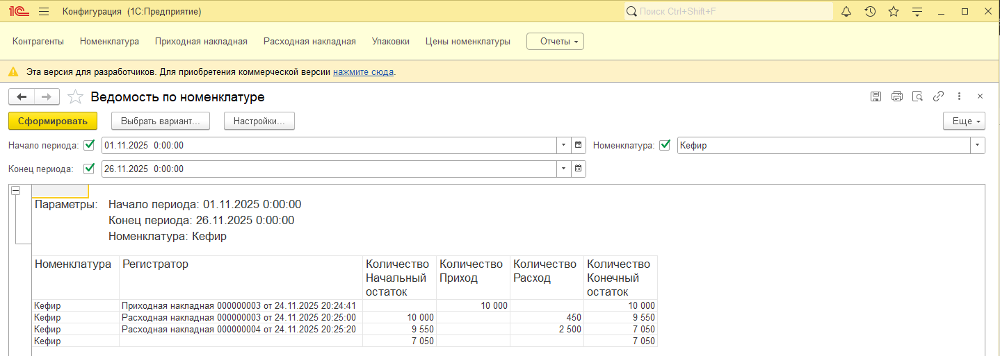 1С Конфигурация (1С:Предприятие) Поиск Ctrl+Shift+F
Контрагенты Номенклатура Приходная накладная Расходная накладная Упаковки Цены номенклатуры Отчеты
Эта версия для разработчиков. Для приобретения коммерческой версии нажмите сюда.
Ведомость по номенклатуре
Сформировать Выбрать вариант... Настройки... Еще
Начало периода: 01.11.2025 0:00:00 Номенклатура: Кефир
Конец периода: 26.11.2025 0:00:00
Параметры: Начало периода: 01.11.2025 0:00:00
Конец периода: 26.11.2025 0:00:00
Номенклатура: Кефир
Номенклатура Регистратор Количество Количество Количество Количество
Начальный Приход Расход Конечный
остаток остаток
Кефир Приходная накладная 000000003 от 24.11.2025 20:24:41 10 000 10 000
Кефир Расходная накладная 000000003 от 24.11.2025 20:25:00 10 000 450 9 550
Кефир Расходная накладная 000000004 от 24.11.2025 20:25:20 9 550 2 500 7 050
Кефир 7 050 7 050